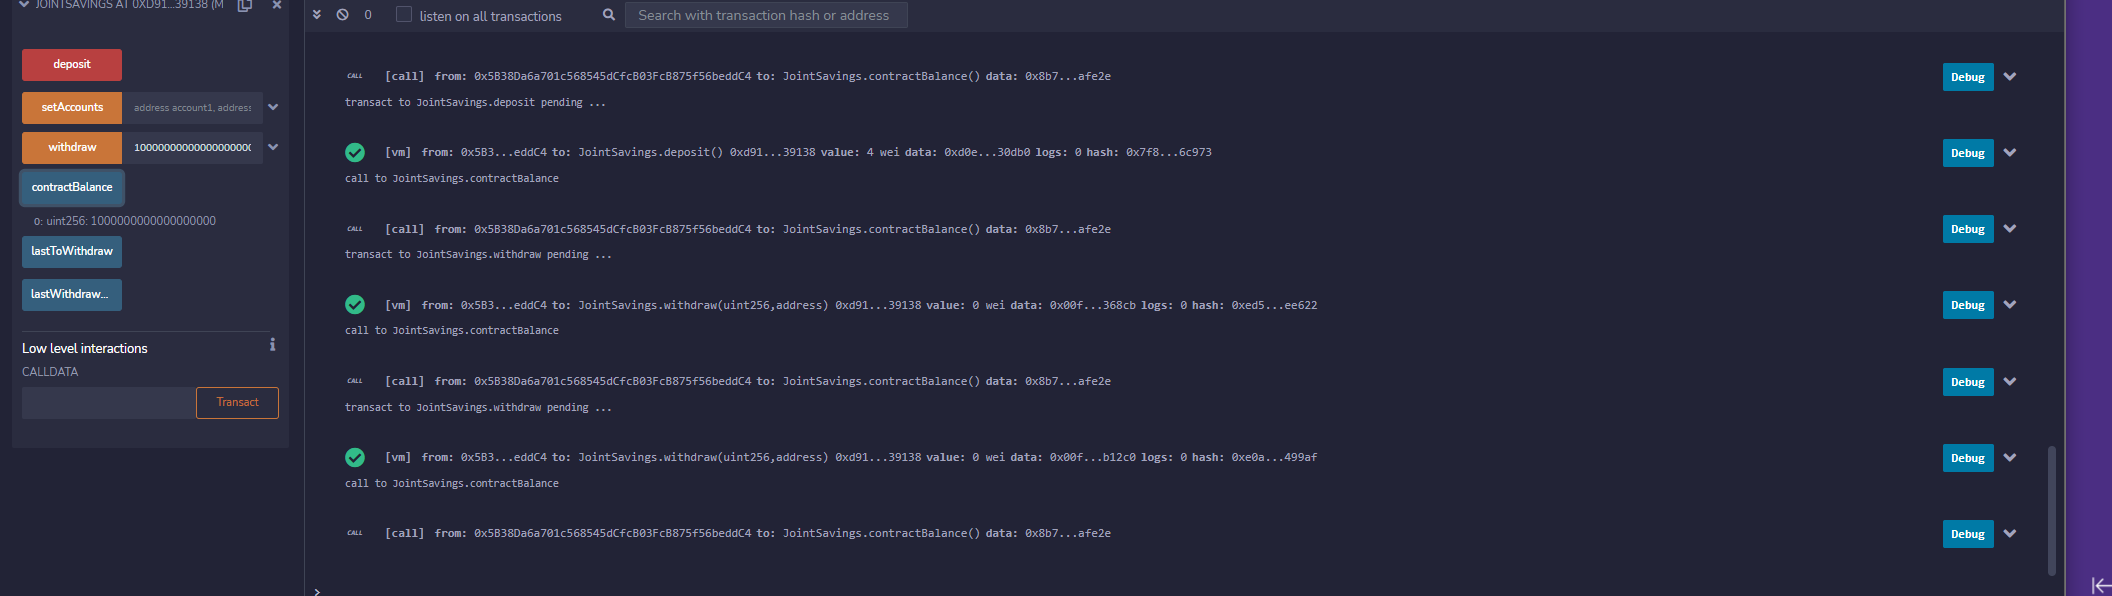 JOINTSAVINGS AT 0XD91...39138 (M
deposit
setAccounts address account1, address
withdraw
contractBalance
0: uint256: 1000000000000000000
lastToWithdraw
lastWithdraw...
Low level interactions
CALLDATA
Transact
0 listen on all transactions Search with transaction hash or address
CALL [call] from: 0x5B38Da6a701c568545dCfcB03FcB875f56beddC4 to: JointSavings.contractBalance() data: 0x8b7...afe2e Debug
transact to JointSavings.deposit pending ...
[vm] from: 0x5B3...eddC4 to: JointSavings.deposit() 0xd91...39138 value: 4 wei data: 0xd0e...30db0 logs: 0 hash: 0x7f8...6c973 Debug
call to JointSavings.contractBalance
CALL [call] from: 0x5B38Da6a701c568545dCfcB03FcB875f56beddC4 to: JointSavings.contractBalance() data: 0x8b7...afe2e Debug
transact to JointSavings.withdraw pending ...
[vm] from: 0x5B3...eddC4 to: JointSavings.withdraw(uint256,address) 0xd91...39138 value: 0 wei data: 0x00f...368cb logs: 0 hash: 0xed5...ee622 Debug
call to JointSavings.contractBalance
CALL [call] from: 0x5B38Da6a701c568545dCfcB03FcB875f56beddC4 to: JointSavings.contractBalance() data: 0x8b7...afe2e Debug
transact to JointSavings.withdraw pending ...
[vm] from: 0x5B3...eddC4 to: JointSavings.withdraw(uint256,address) 0xd91...39138 value: 0 wei data: 0x00f...b12c0 logs: 0 hash: 0xe0a...499af Debug
call to JointSavings.contractBalance
CALL [call] from: 0x5B38Da6a701c568545dCfcB03FcB875f56beddC4 to: JointSavings.contractBalance() data: 0x8b7...afe2e Debug
>